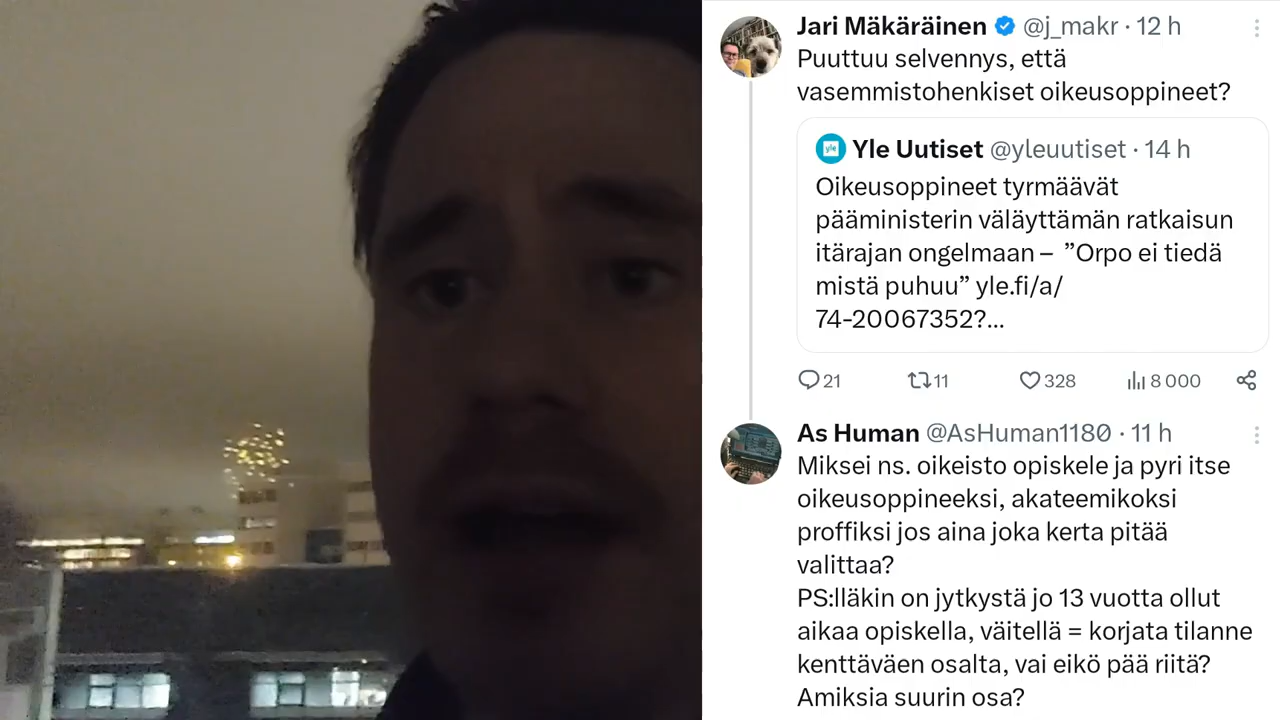 Jari Mäkäräinen @j_makr · 12 h
Puuttuu selvennys, että
vasemmistohenkiset oikeusoppineet?
yle
Yle Uutiset @yleuutiset · 14 h
Oikeusoppineet tyrmäävät
pääministerin väläyttämän ratkaisun
itärajan ongelmaan – ”Orpo ei tiedä
mistä puhuu” yle.fi/a/
74-20067352?...
21 11 328 8 000
As Human @AsHuman1180 · 11 h
Miksei ns. oikeisto opiskele ja pyri itse
oikeusoppineeksi, akateemikoksi
proffiksi jos aina joka kerta pitää
valittaa?
PS:lläkin on jytkystä jo 13 vuotta ollut
aikaa opiskella, väitellä = korjata tilanne
kenttäväen osalta, vai eikö pää riitä?
Amiksia suurin osa?